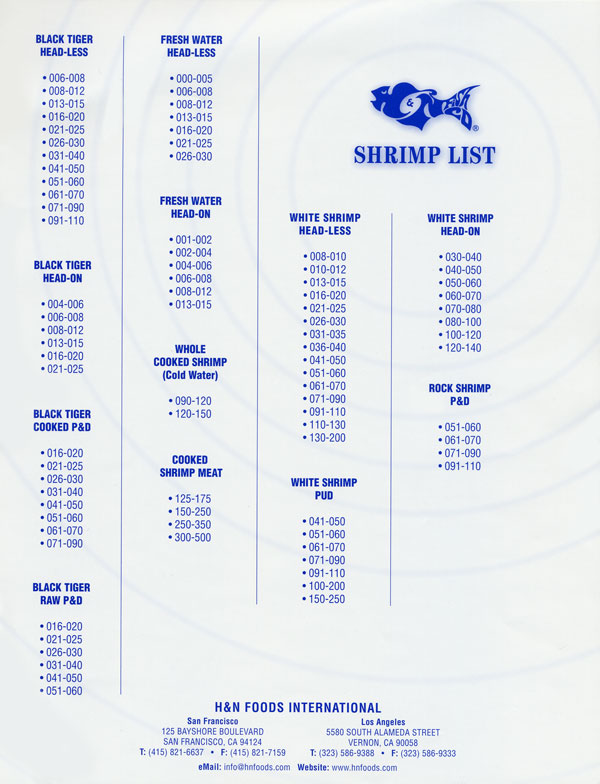 BLACK TIGER
HEAD-LESS
• 006-008
• 008-012
• 013-015
• 016-020
• 021-025
• 026-030
• 031-040
• 041-050
• 051-060
• 061-070
• 071-090
• 091-110
BLACK TIGER
HEAD-ON
• 004-006
• 006-008
• 008-012
• 013-015
• 016-020
• 021-025
BLACK TIGER
COOKED P&D
• 016-020
• 021-025
• 026-030
• 031-040
• 041-050
• 051-060
• 061-070
• 071-090
BLACK TIGER
RAW P&D
• 016-020
• 021-025
• 026-030
• 031-040
• 041-050
• 051-060
FRESH WATER
HEAD-LESS
• 000-005
• 006-008
• 008-012
• 013-015
• 016-020
• 021-025
• 026-030
FRESH WATER
HEAD-ON
• 001-002
• 002-004
• 004-006
• 006-008
• 008-012
• 013-015
WHOLE
COOKED SHRIMP
(Cold Water)
• 090-120
• 120-150
COOKED
SHRIMP MEAT
• 125-175
• 150-250
• 250-350
• 300-500
H&N FISH CO ®
SHRIMP LIST
WHITE SHRIMP
HEAD-LESS
• 008-010
• 010-012
• 013-015
• 016-020
• 021-025
• 026-030
• 031-035
• 036-040
• 041-050
• 051-060
• 061-070
• 071-090
• 091-110
• 110-130
• 130-200
WHITE SHRIMP
PUD
• 041-050
• 051-060
• 061-070
• 071-090
• 091-110
• 100-200
• 150-250
WHITE SHRIMP
HEAD-ON
• 030-040
• 040-050
• 050-060
• 060-070
• 070-080
• 080-100
• 100-120
• 120-140
ROCK SHRIMP
P&D
• 051-060
• 061-070
• 071-090
• 091-110
H&N FOODS INTERNATIONAL
San Francisco
125 BAYSHORE BOULEVARD
SAN FRANCISCO, CA 94124
T: (415) 821-6637 • F: (415) 821-7159
Los Angeles
5580 SOUTH ALAMEDA STREET
VERNON, CA 90058
T: (323) 586-9388 • F: (323) 586-9333
eMail: info@hnfoods.com Website: www.hnfoods.com